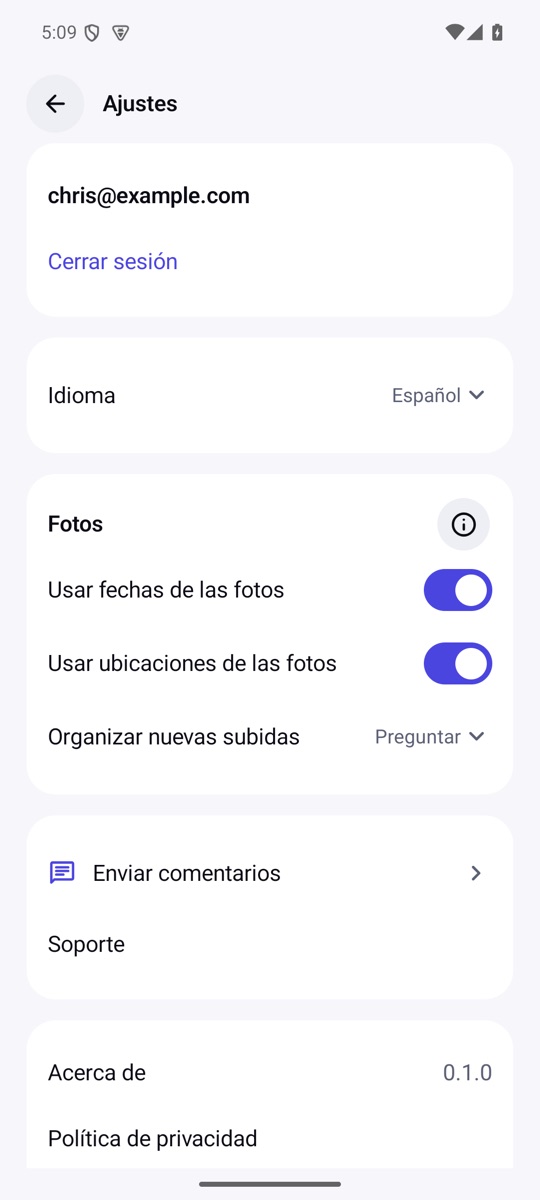 5:09
Ajustes
chris@example.com
Cerrar sesión
Idioma
Español
Fotos
Usar fechas de las fotos
Usar ubicaciones de las fotos
Organizar nuevas subidas
Preguntar
Enviar comentarios
Soporte
Acerca de
0.1.0
Política de privacidad